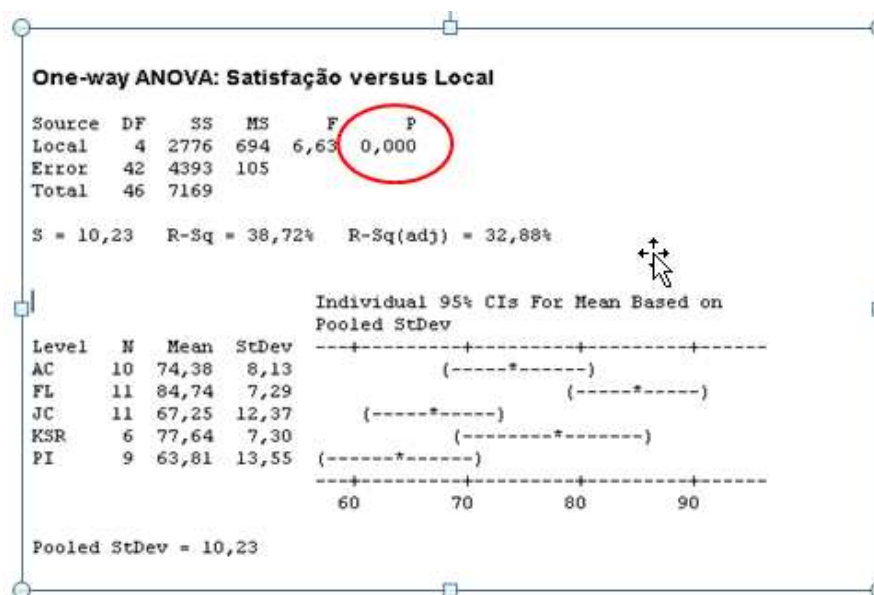 One-way ANOVA: Satisfação versus Local
Source DF SS MS F P
Local 4 2776 694 6,63 0,000
Error 42 4393 105
Total 46 7169
S = 10,23 R-Sq = 38,72% R-Sq(adj) = 32,88%
Individual 95% CIs For Mean Based on
Pooled StDev
Level N Mean StDev ---+---------+---------+---------+------
AC 10 74,38 8,13 (-----*------)
FL 11 84,74 7,29 (-----*-----)
JC 11 67,25 12,37 (-----*-----)
KSR 6 77,64 7,30 (--------*-------)
PI 9 63,81 13,55 (------*------)
---+---------+---------+---------+------
60 70 80 90
Pooled StDev = 10,23